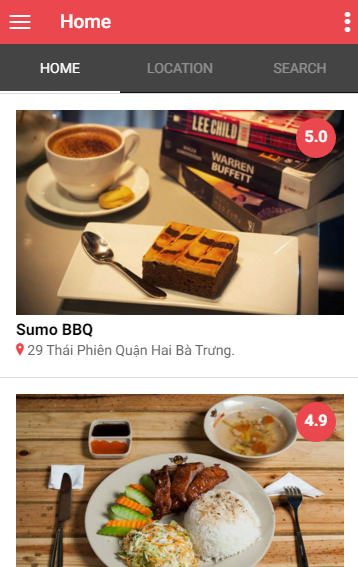 Home
HOME
LOCATION
SEARCH
LEE CHILD
5.0
WARREN
BUFFETT
Sumo BBQ
29 Thái Phiên Quận Hai Bà Trưng.
4.9